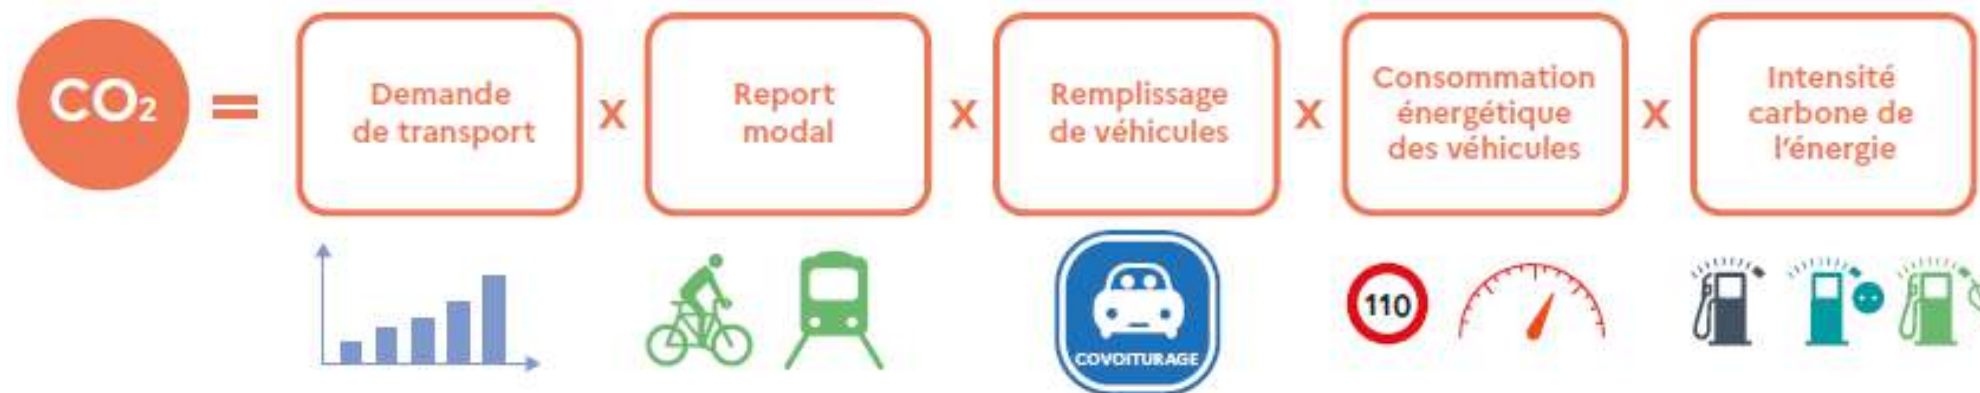 CO2
=
Demande
de transport
x
Report
modal
x
Remplissage
de véhicules
x
Consommation
énergétique
des véhicules
x
Intensité
carbone de
l'énergie
COVOITURAGE
110